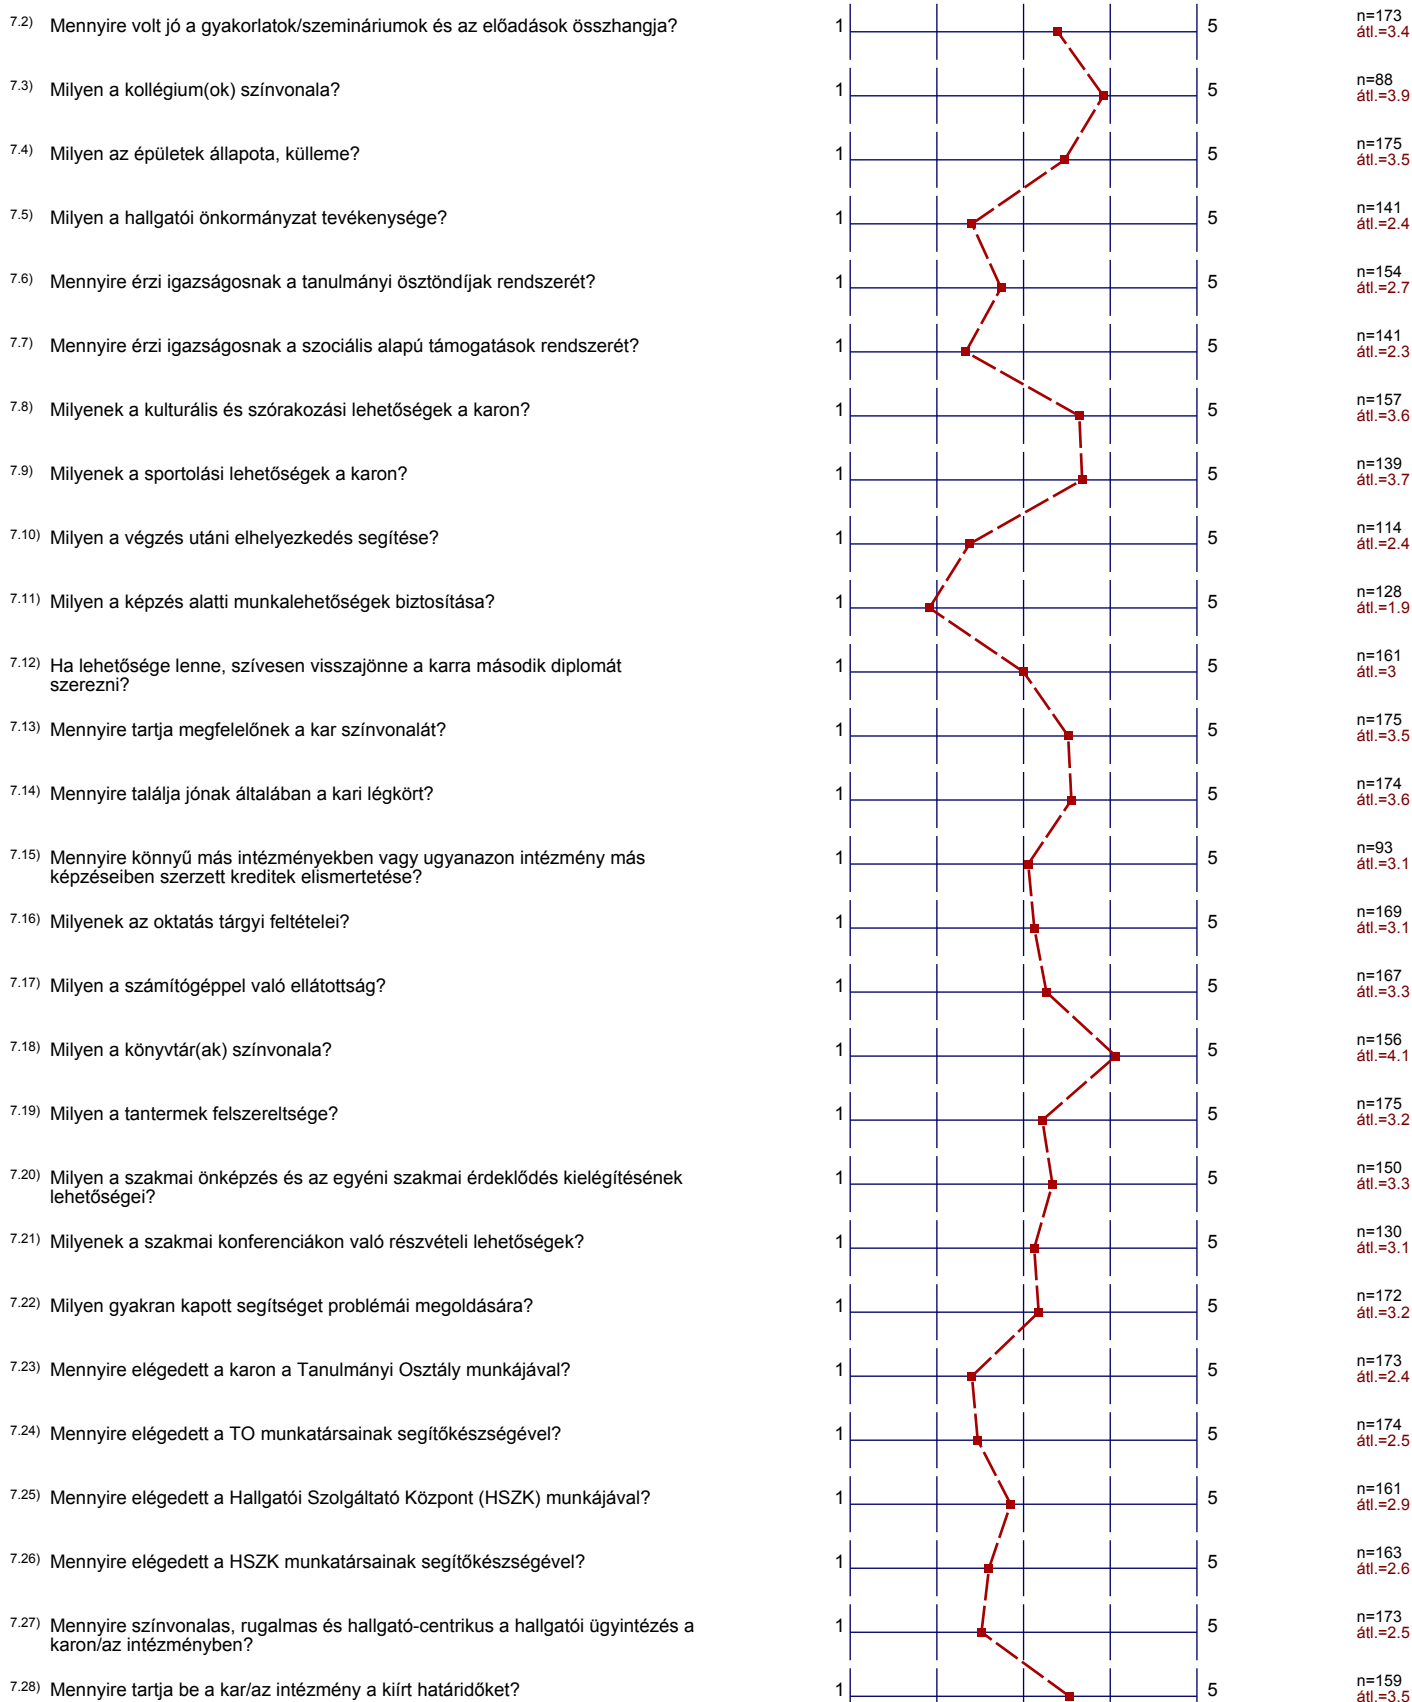 7.2) Mennyire volt jó a gyakorlatok/szemináriumok és az előadások összhangja? 1 5 n=173
átl.=3.4
7.3) Milyen a kollégium(ok) színvonala? 1 5 n=88
átl.=3.9
7.4) Milyen az épületek állapota, külleme? 1 5 n=175
átl.=3.5
7.5) Milyen a hallgatói önkormányzat tevékenysége? 1 5 n=141
átl.=2.4
7.6) Mennyire érzi igazságosnak a tanulmányi ösztöndíjak rendszerét? 1 5 n=154
átl.=2.7
7.7) Mennyire érzi igazságosnak a szociális alapú támogatások rendszerét? 1 5 n=141
átl.=2.3
7.8) Milyenek a kulturális és szórakozási lehetőségek a karon? 1 5 n=157
átl.=3.6
7.9) Milyenek a sportolási lehetőségek a karon? 1 5 n=139
átl.=3.7
7.10) Milyen a végzés utáni elhelyezkedés segítése? 1 5 n=114
átl.=2.4
7.11) Milyen a képzés alatti munkalehetőségek biztosítása? 1 5 n=128
átl.=1.9
7.12) Ha lehetősége lenne, szívesen visszajönne a karra második diplomát 1 5 n=161
szerezni? átl.=3
7.13) Mennyire tartja megfelelőnek a kar színvonalát? 1 5 n=175
átl.=3.5
7.14) Mennyire találja jónak általában a kari légkört? 1 5 n=174
átl.=3.6
7.15) Mennyire könnyű más intézményekben vagy ugyanazon intézmény más 1 5 n=93
képzéseiben szerzett kreditek elismertetése? átl.=3.1
7.16) Milyenek az oktatás tárgyi feltételei? 1 5 n=169
átl.=3.1
7.17) Milyen a számítógéppel való ellátottság? 1 5 n=167
átl.=3.3
7.18) Milyen a könyvtár(ak) színvonala? 1 5 n=156
átl.=4.1
7.19) Milyen a tantermek felszereltsége? 1 5 n=175
átl.=3.2
7.20) Milyen a szakmai önképzés és az egyéni szakmai érdeklődés kielégítésének 1 5 n=150
lehetőségei? átl.=3.3
7.21) Milyenek a szakmai konferenciákon való részvételi lehetőségek? 1 5 n=130
átl.=3.1
7.22) Milyen gyakran kapott segítséget problémái megoldására? 1 5 n=172
átl.=3.2
7.23) Mennyire elégedett a karon a Tanulmányi Osztály munkájával? 1 5 n=173
átl.=2.4
7.24) Mennyire elégedett a TO munkatársainak segítőkészségével? 1 5 n=174
átl.=2.5
7.25) Mennyire elégedett a Hallgatói Szolgáltató Központ (HSZK) munkájával? 1 5 n=161
átl.=2.9
7.26) Mennyire elégedett a HSZK munkatársainak segítőkészségével? 1 5 n=163
átl.=2.6
7.27) Mennyire színvonalas, rugalmas és hallgató-centrikus a hallgatói ügyintézés a 1 5 n=173
karon/az intézményben? átl.=2.5
7.28) Mennyire tartja be a kar/az intézmény a kiírt határidőket? 1 5 n=159
átl.=3.5